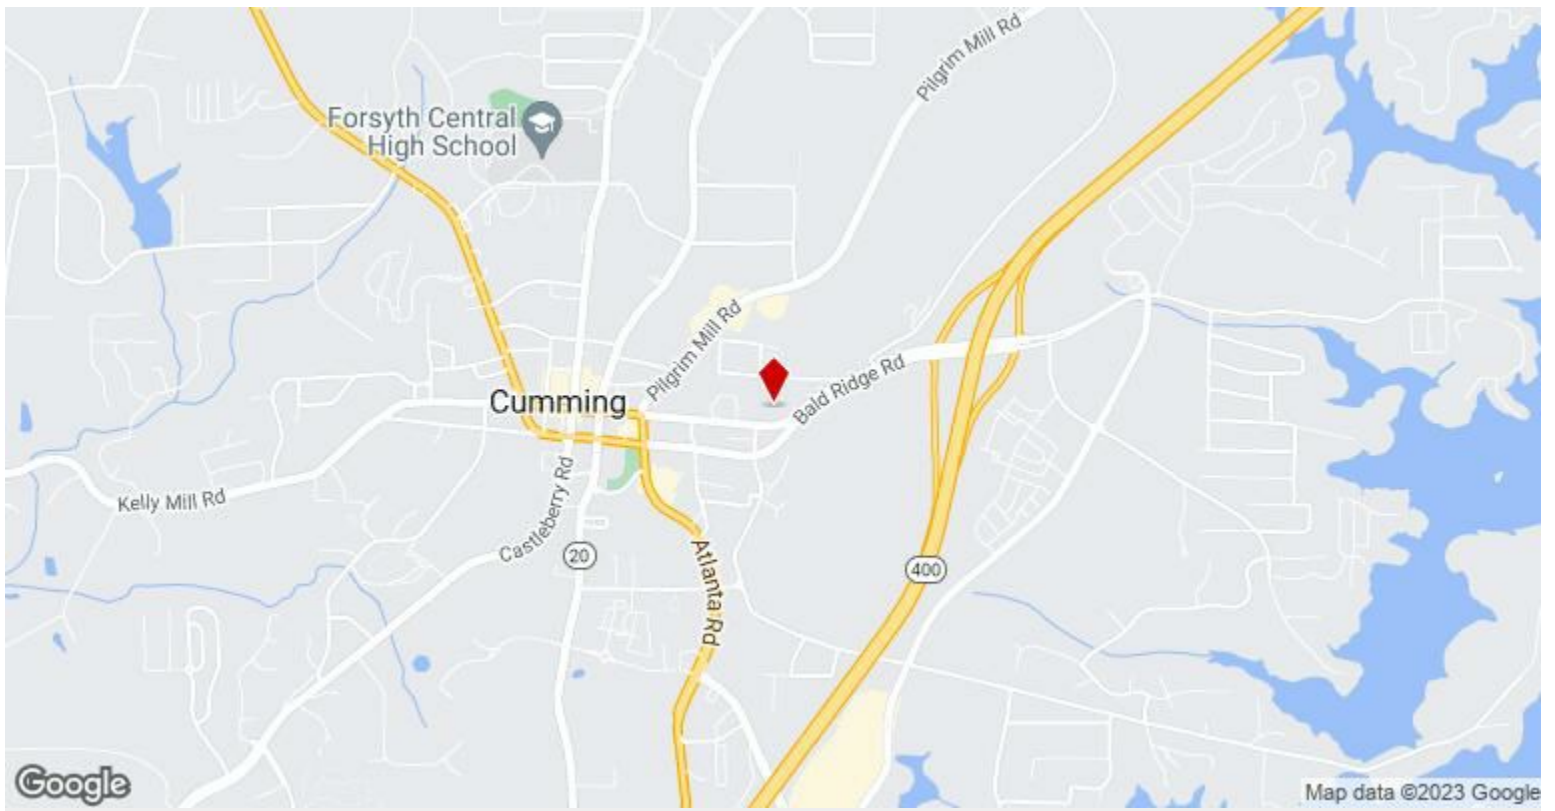 Pilgrim Mill Rd
Forsyth Central
High School
Pilgrim Mill Rd
Bald Ridge Rd
Cumming
Kelly Mill Rd
Castleberry Rd
20
Atlanta Rd
400
Google
Map data ©2023 Google